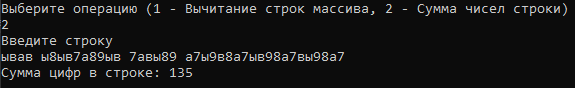 Выберите операцию (1 - Вычитание строк массива, 2 - Сумма чисел строки)
2
Введите строку
ывав ы8ыв7а89ыв 7авы89 а7ы9в8а7ыв98а7вы98а7
Сумма цифр в строке: 135